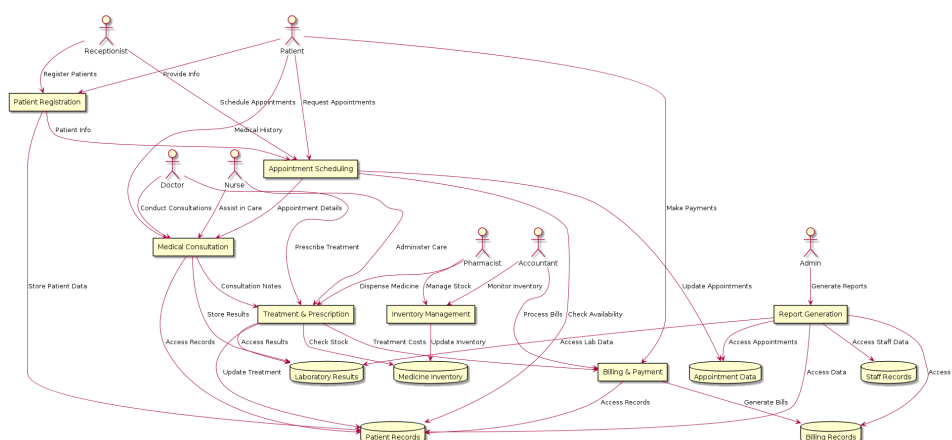 Receptionist
Patient
Register Patients
Provide Info
Patient Registration
Schedule Appointments
Request Appointments
Patient Info
Medical History
Appointment Scheduling
Doctor
Nurse
Conduct Consultations
Assist in Care
Appointment Details
Make Payments
Medical Consultation
Prescribe Treatment
Administer Care
Pharmacist
Accountant
Admin
Store Patient Data
Consultation Notes
Dispense Medicine
Manage Stock
Monitor Inventory
Update Appointments
Generate Reports
Store Results
Treatment & Prescription
Inventory Management
Process Bills
Check Availability
Report Generation
Access Records
Access Results
Check Stock
Treatment Costs
Update Inventory
Access Lab Data
Access Appointments
Access Staff Data
Update Treatment
Laboratory Results
Medicine Inventory
Billing & Payment
Appointment Data
Access Data
Staff Records
Access
Access Records
Generate Bills
Patient Records
Billing Records